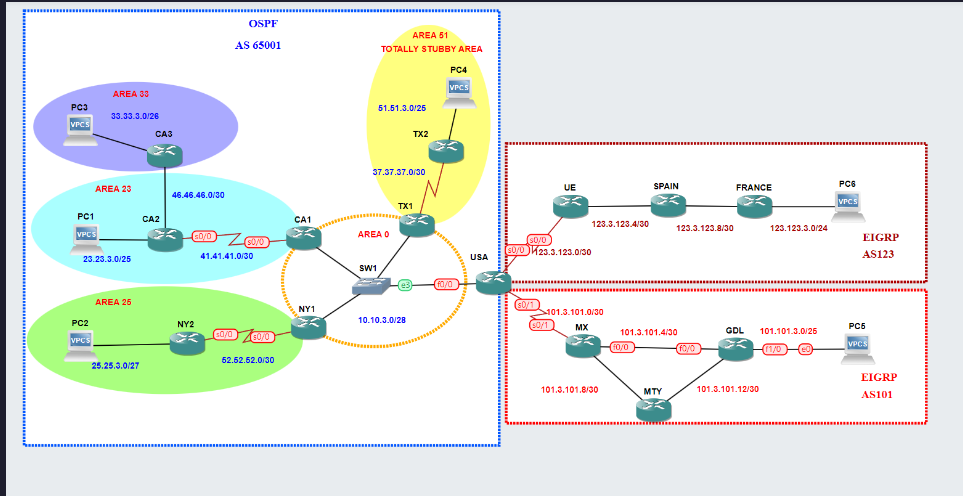 OSPF
AS 65001
AREA 51
TOTALLY STUBBY AREA
PC4
VPCS
51.51.3.0/25
TX2
37.37.37.0/30
TX1
AREA 33
PC3
VPCS
33.33.3.0/26
CA3
AREA 23
46.46.46.0/30
PC1
VPCS
CA2
s0/0
s0/0
CA1
23.23.3.0/25
41.41.41.0/30
AREA 0
SW1
e3
f0/0
USA
10.10.3.0/28
AREA 25
PC2
VPCS
NY2
s0/0
s0/0
NY1
25.25.3.0/27
52.52.52.0/30
UE
SPAIN
FRANCE
PC6
VPCS
123.3.123.4/30
123.3.123.8/30
123.123.3.0/24
s0/0
s0/0
123.3.123.0/30
EIGRP
AS123
s0/1
s0/1
101.3.101.0/30
MX
f0/0
101.3.101.4/30
f0/0
GDL
f1/0
101.101.3.0/25
e0
PC5
VPCS
101.3.101.8/30
MTY
101.3.101.12/30
EIGRP
AS101